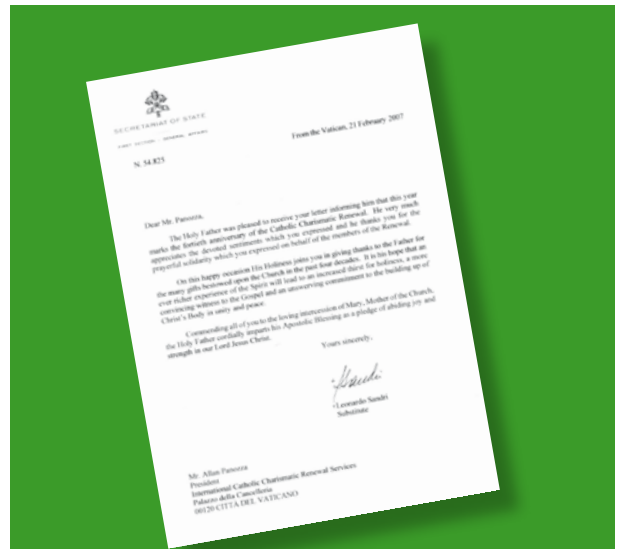 SECRETARIAT OF STATE
FIRST SECTION - GENERAL AFFAIRS
From the Vatican, 21 February 2007
N. 54.825
Dear Mr. Panozza,
The Holy Father was pleased to receive your letter informing him that this year
marks the fortieth anniversary of the Catholic Charismatic Renewal. He very much
appreciates the devoted sentiments which you expressed and he thanks you for the
prayerful solidarity which you expressed on behalf of the members of the Renewal.
On this happy occasion His Holiness joins you in giving thanks to the Father for
the many gifts bestowed upon the Church in the past four decades. It is his hope that an
ever richer experience of the Spirit will lead to an increased thirst for holiness, a more
convincing witness to the Gospel and an unswerving commitment to the building up of
Christ's Body in unity and peace.
Commending all of you to the loving intercession of Mary, Mother of the Church,
the Holy Father cordially imparts his Apostolic Blessing as a pledge of abiding joy and
strength in our Lord Jesus Christ.
Yours sincerely,
+Leonardo Sandri
Substitute
Mr. Allan Panozza
President
International Catholic Charismatic Renewal Services
Palazzo della Cancelleria
00120 CITTÀ DEL VATICANO